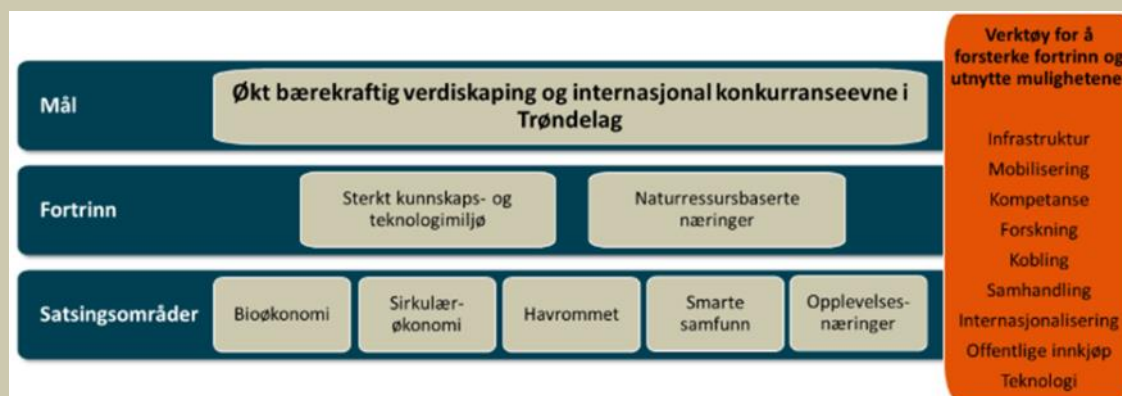 Mål
Økt bærekraftig verdiskaping og internasjonal konkurranseevne i
Trøndelag
Fortrinn
Sterkt kunnskaps- og
teknologimiljø
Naturressursbaserte
næringer
Satsingsområder
Bioøkonomi
Sirkulær-
økonomi
Havrommet
Smarte
samfunn
Opplevelses-
næringer
Verktøy for å
forsterke fortrinn og
utnytte mulighetene
Infrastruktur
Mobilisering
Kompetanse
Forskning
Kobling
Samhandling
Internasjonalisering
Offentlige innkjøp
Teknologi